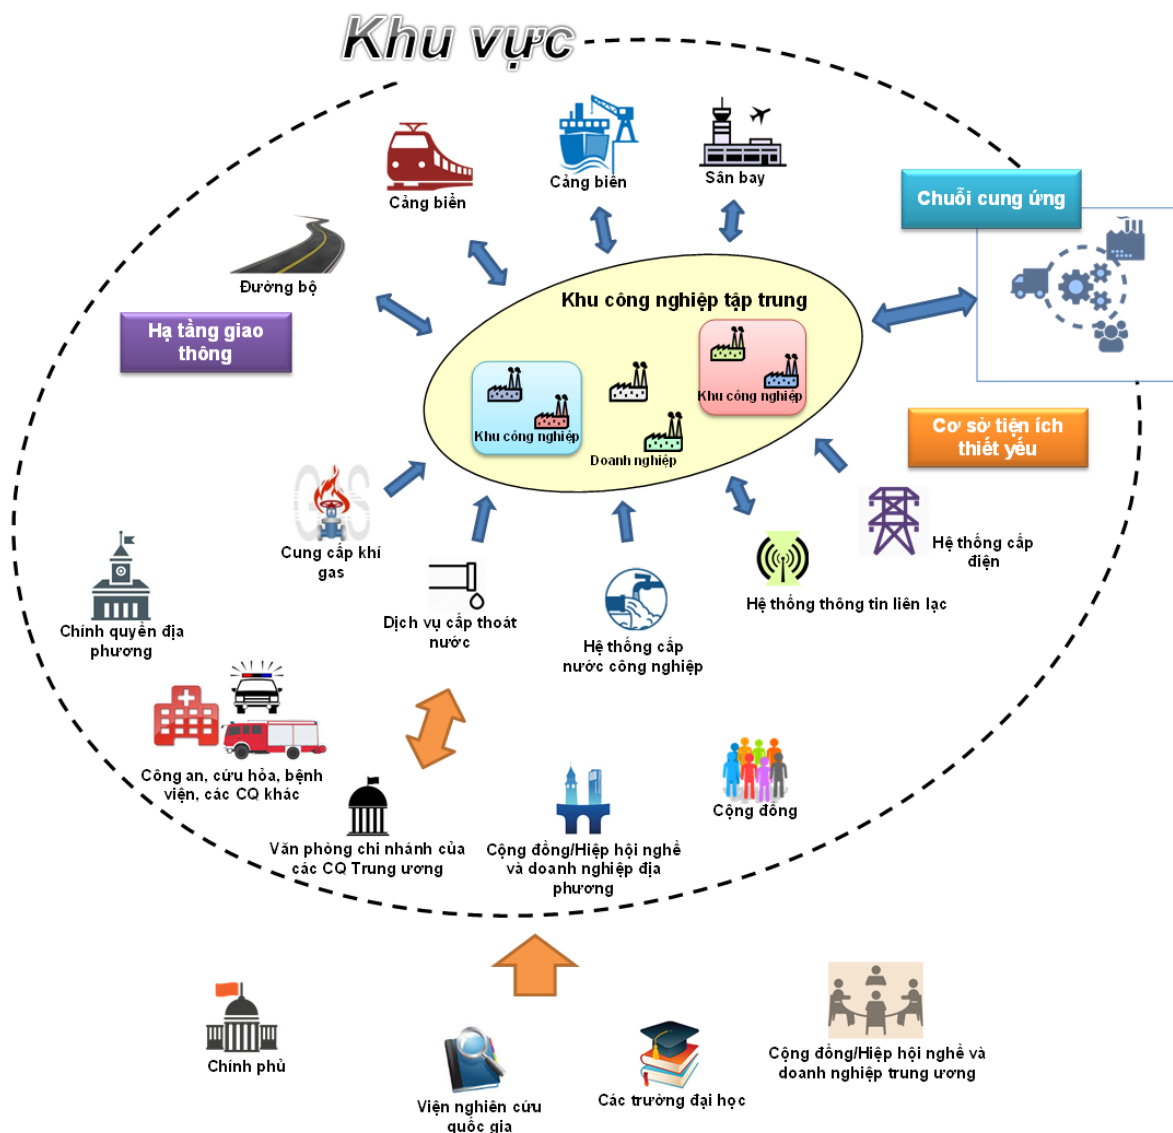 Khu vực
Cảng biển
Cảng biển
Sân bay
Chuỗi cung ứng
Đường bộ
Hạ tầng giao
thông
Khu công nghiệp tập trung
Khu công nghiệp
Khu công nghiệp
Doanh nghiệp
Cơ sở tiện ích
thiết yếu
GAS
Cung cấp khí
gas
Dịch vụ cấp thoát
nước
Hệ thống cấp
nước công nghiệp
Hệ thống thông tin liên lạc
Hệ thống cấp
điện
Chính quyền địa
phương
Công an, cứu hỏa, bệnh
viện, các CQ khác
Văn phòng chi nhánh của
các CQ Trung ương
Cộng đồng/Hiệp hội nghề
và doanh nghiệp địa
phương
Cộng đồng
Chính phủ
Viện nghiên cứu
quốc gia
Các trường đại học
Cộng đồng/Hiệp hội nghề và
doanh nghiệp trung ương